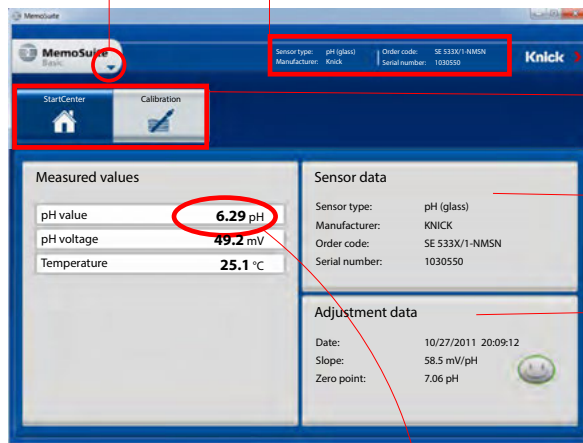 MemoSuite
MemoSuite
Basic
Sensor type: pH (glass) Order code: SE 533X/1-NMSN
Manufacturer: Knick Serial number: 1030550
Knick
StartCenter Calibration
Measured values
pH value 6.29 pH
pH voltage 49.2 mV
Temperature 25.1 °C
Sensor data
Sensor type: pH (glass)
Manufacturer: KNICK
Order code: SE 533X/1-NMSN
Serial number: 1030550
Adjustment data
Date: 10/27/2011 20:09:12
Slope: 58.5 mV/pH
Zero point: 7.06 pH